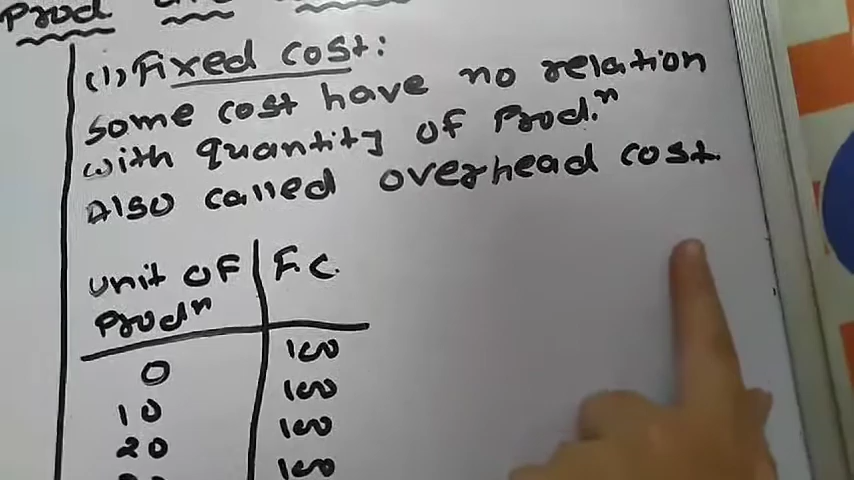 Prod
(1) Fixed cost:
some cost have no relation
with quantity of Prod.ⁿ
Also called overhead cost.
unit of | F.C.
Prodⁿ
0 | 100
10 | 100
20 | 100
100